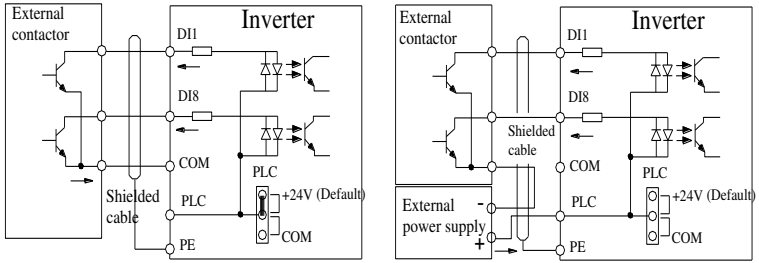 External
contactor
Inverter
DI1
DI8
COM
PLC
Shielded
cable
+24V (Default)
PLC
COM
PE
External
contactor
Inverter
DI1
DI8
Shielded
cable
COM
PLC
+24V (Default)
External
power supply
-
+
PLC
COM
PE